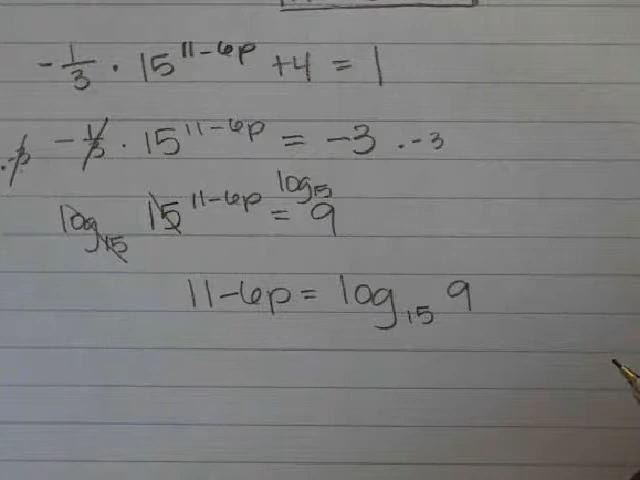 -1/3 · 15^(11-6p) + 4 = 1
· -3 -1/3 · 15^(11-6p) = -3 · -3
log₁₅ 15^(11-6p) = log₁₅ 9
11-6p = log₁₅ 9